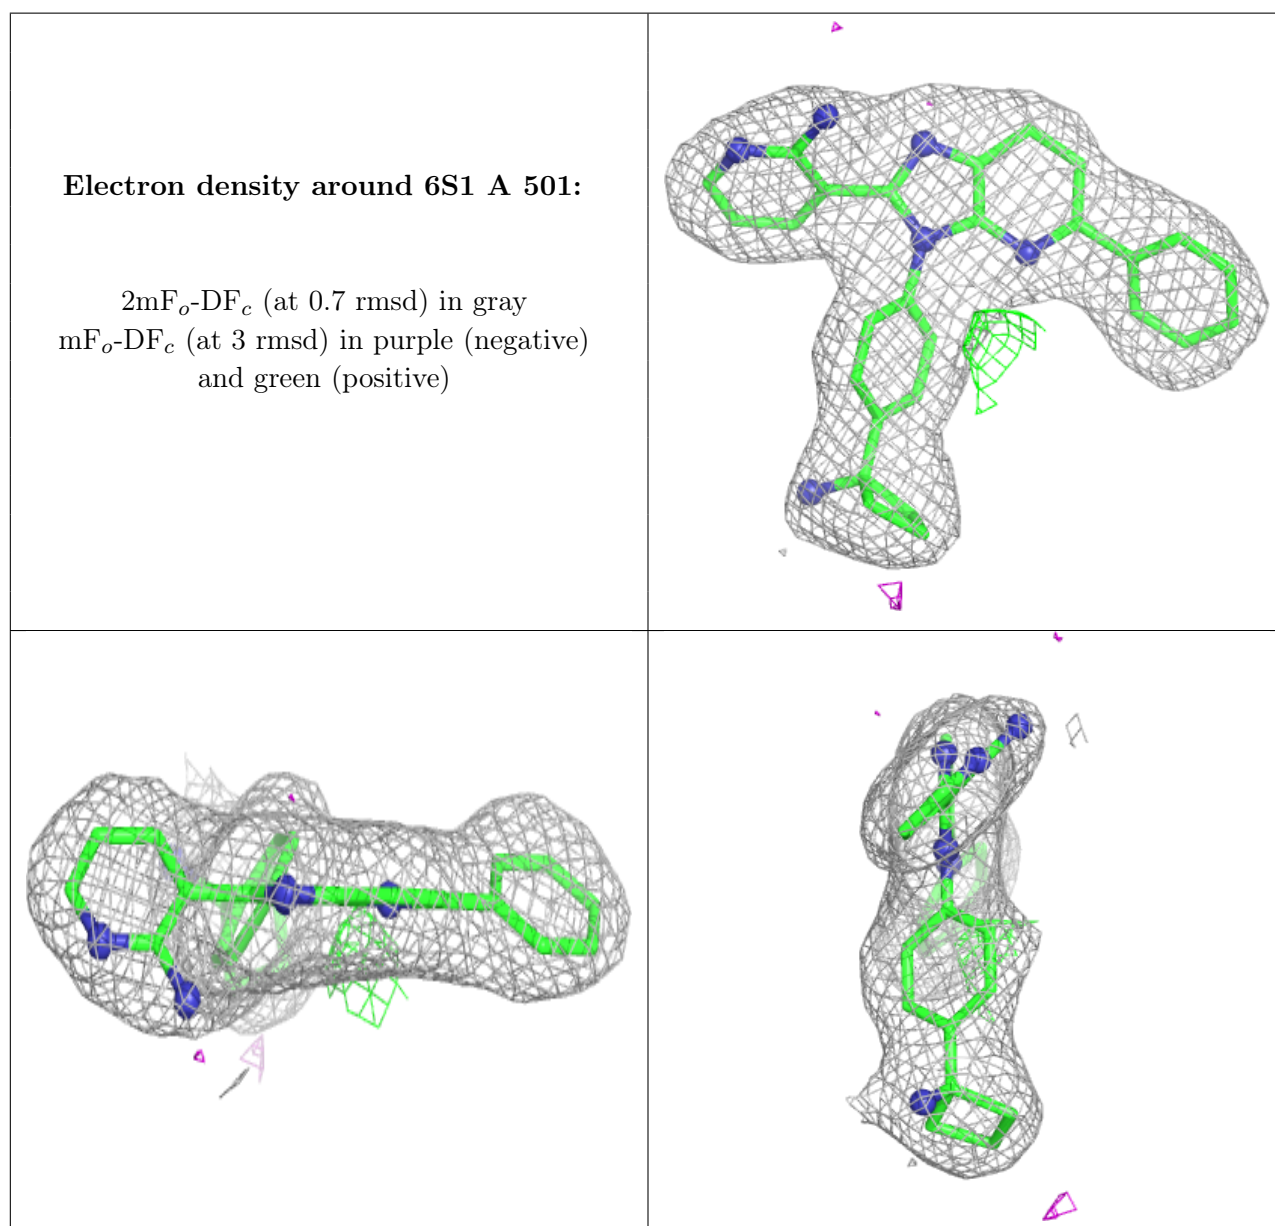 Electron density around 6S1 A 501:
2mFo-DFc (at 0.7 rmsd) in gray
mFo-DFc (at 3 rmsd) in purple (negative)
and green (positive)